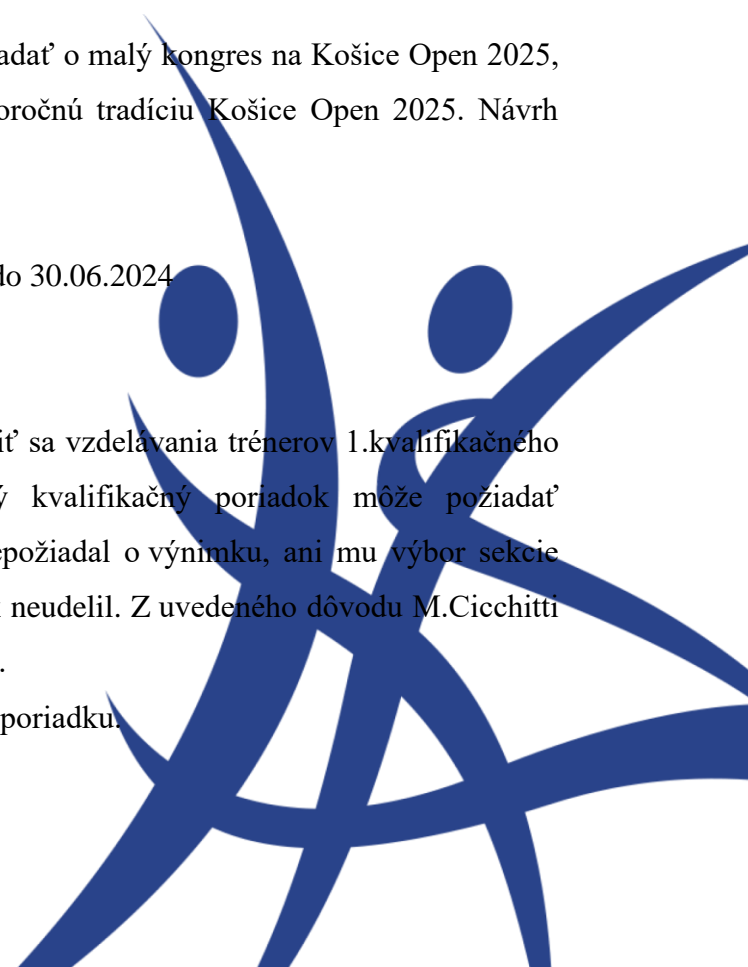 adať o malý kongres na Košice Open 2025,
oročnú tradíciu Košice Open 2025. Návrh
do 30.06.2024
iť sa vzdelávania trénerov 1.kvalifikačného
ý kvalifikačný poriadok môže požiadať
epožiadal o výnimku, ani mu výbor sekcie
neudelil. Z uvedeného dôvodu M.Cicchitti
.
poriadku.